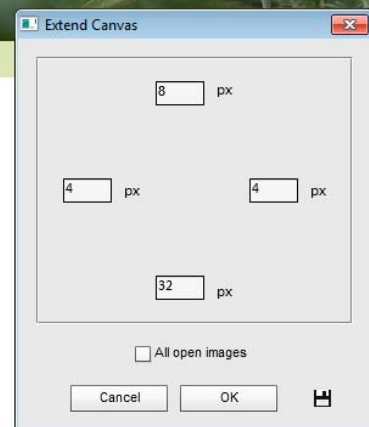 Extend Canvas
8 px
4 px 4 px
32 px
All open images
Cancel OK